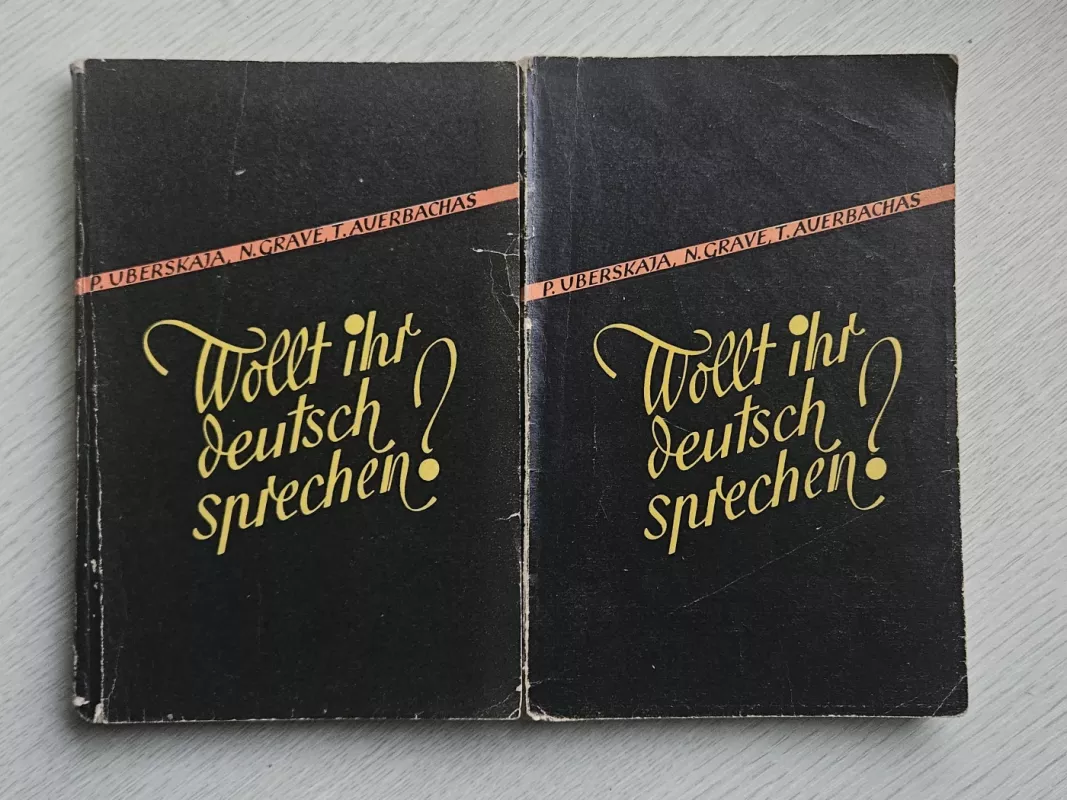 P. UBERSKAJA, N. GRAVE, T. AUERBACHAS
Wollt ihr
deutsch
sprechen?
P. UBERSKAJA, N. GRAVE, T. AUERBACHAS
Wollt ihr
deutsch
sprechen?